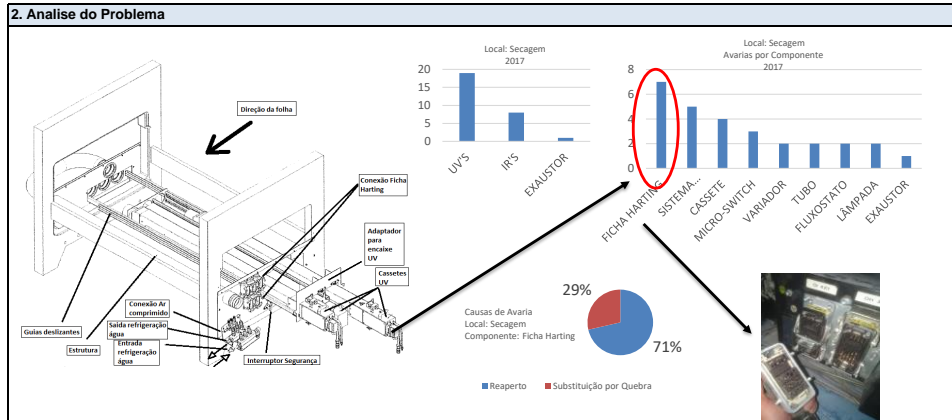 2. Analise do Problema
Direção da folha
Conexão Ficha
Harting
Adaptador
para
encaixe
UV
Cassetes
UV
Conexão Ar
comprimido
Saída refrigeração
água
Entrada
refrigeração
água
Guias deslizantes
Estrutura
Interruptor Segurança
Local: Secagem
2017
20
15
10
5
0
UV'S
IR'S
EXAUSTOR
Local: Secagem
Avarias por Componente
2017
8
6
4
2
0
FICHA HARTING
SISTEMA...
CASSETE
MICRO-SWITCH
VARIADOR
TUBO
FLUXOSTATO
LÂMPADA
EXAUSTOR
Causas de Avaria
Local: Secagem
Componente: Ficha Harting
29%
71%
Reaperto
Substituição por Quebra